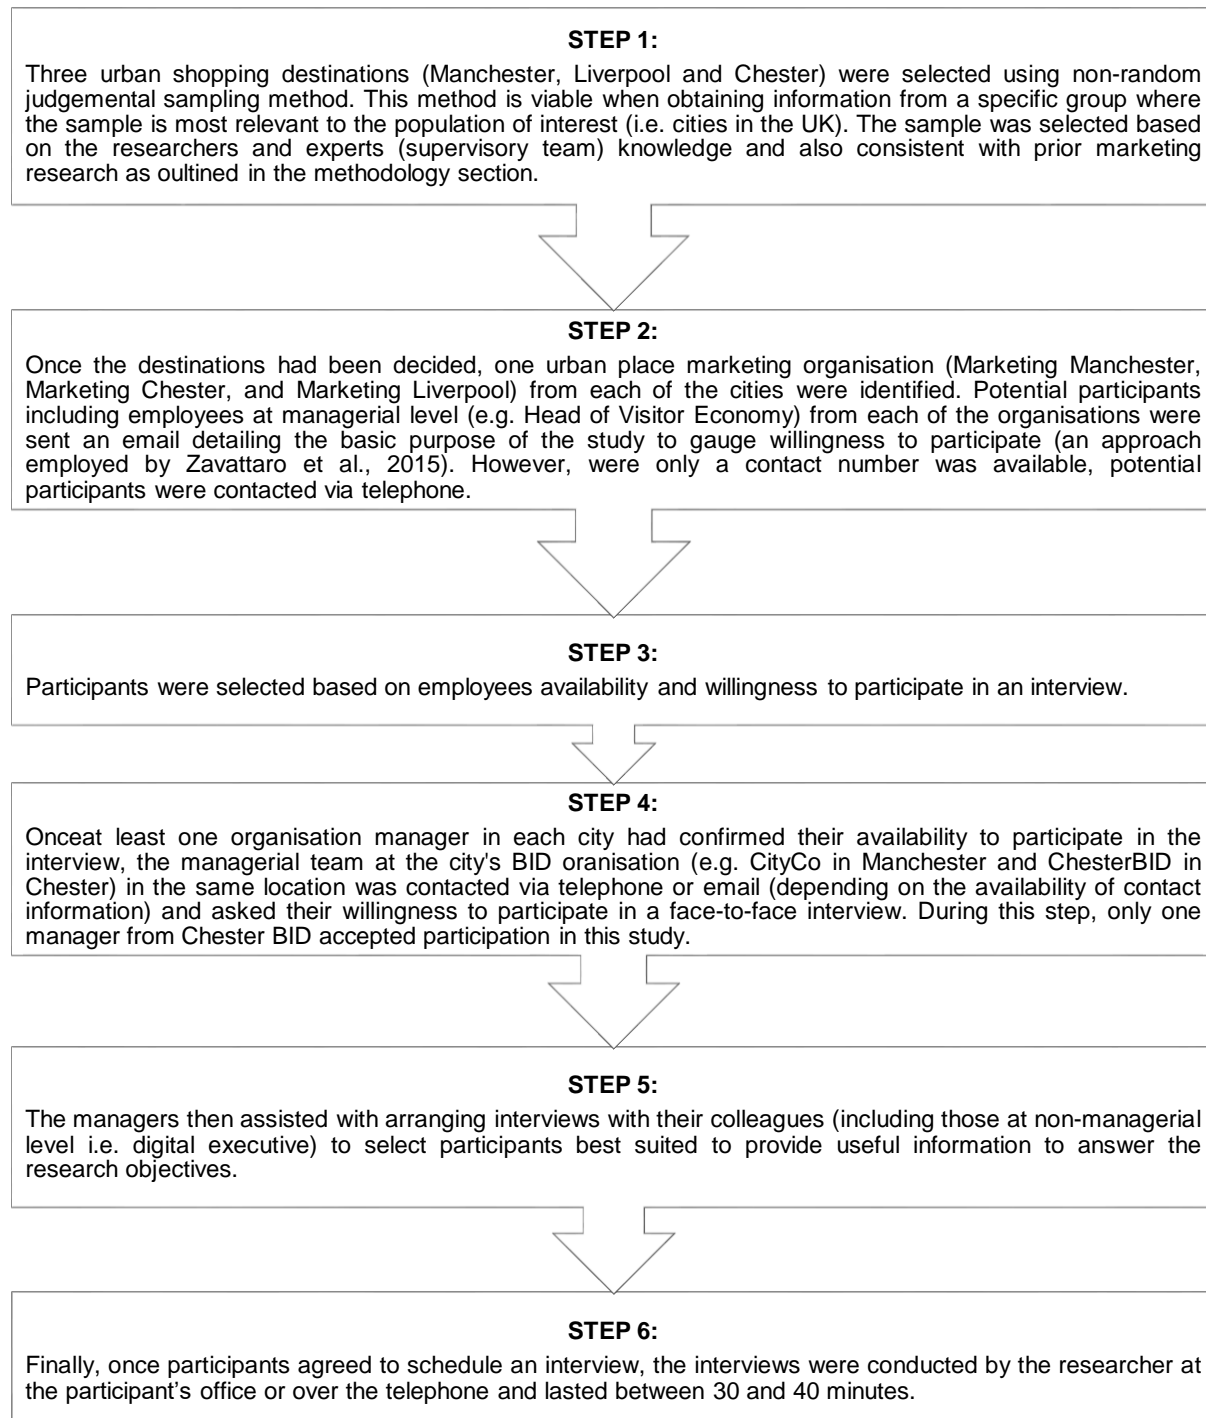 STEP 1:
Three urban shopping destinations (Manchester, Liverpool and Chester) were selected using non-random
judgemental sampling method. This method is viable when obtaining information from a specific group where
the sample is most relevant to the population of interest (i.e. cities in the UK). The sample was selected based
on the researchers and experts (supervisory team) knowledge and also consistent with prior marketing
research as oultined in the methodology section.
STEP 2:
Once the destinations had been decided, one urban place marketing organisation (Marketing Manchester,
Marketing Chester, and Marketing Liverpool) from each of the cities were identified. Potential participants
including employees at managerial level (e.g. Head of Visitor Economy) from each of the organisations were
sent an email detailing the basic purpose of the study to gauge willingness to participate (an approach
employed by Zavattaro et al., 2015). However, were only a contact number was available, potential
participants were contacted via telephone.
STEP 3:
Participants were selected based on employees availability and willingness to participate in an interview.
STEP 4:
Onceat least one organisation manager in each city had confirmed their availability to participate in the
interview, the managerial team at the city's BID oranisation (e.g. CityCo in Manchester and ChesterBID in
Chester) in the same location was contacted via telephone or email (depending on the availability of contact
information) and asked their willingness to participate in a face-to-face interview. During this step, only one
manager from Chester BID accepted participation in this study.
STEP 5:
The managers then assisted with arranging interviews with their colleagues (including those at non-managerial
level i.e. digital executive) to select participants best suited to provide useful information to answer the
research objectives.
STEP 6:
Finally, once participants agreed to schedule an interview, the interviews were conducted by the researcher at
the participant’s office or over the telephone and lasted between 30 and 40 minutes.